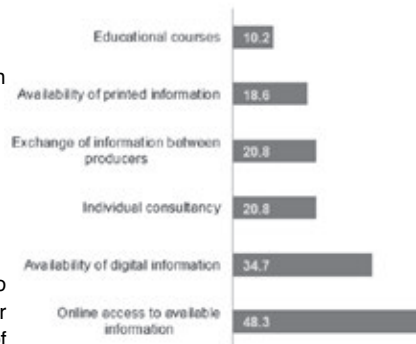 Educational courses
10.2
n
Availability of printed information
18.6
Exchange of information between
producers
20.8
Individual consultancy
20.8
Availability of digital information
34.7
o
r
of
Online access to available
information
48.3